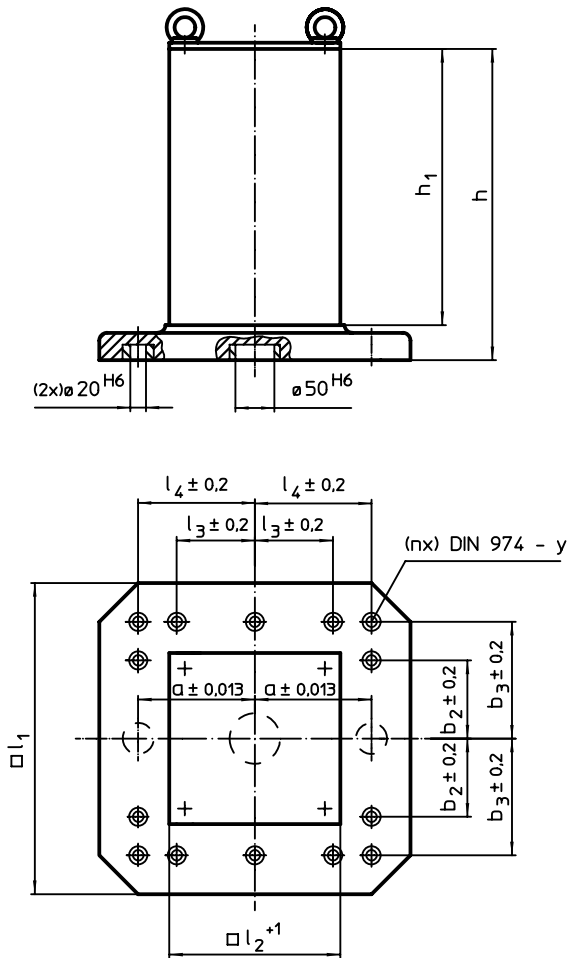 h₁
h
(2x)ø 20 H6
ø 50 H6
l₄ ± 0,2
l₄ ± 0,2
l₃ ± 0,2
l₃ ± 0,2
(nx) DIN 974 - y
a ± 0,013
a ± 0,013
b₂ ± 0,2
b₃ ± 0,2
□ l₁
b₂ ± 0,2
b₃ ± 0,2
□ l₂ +1